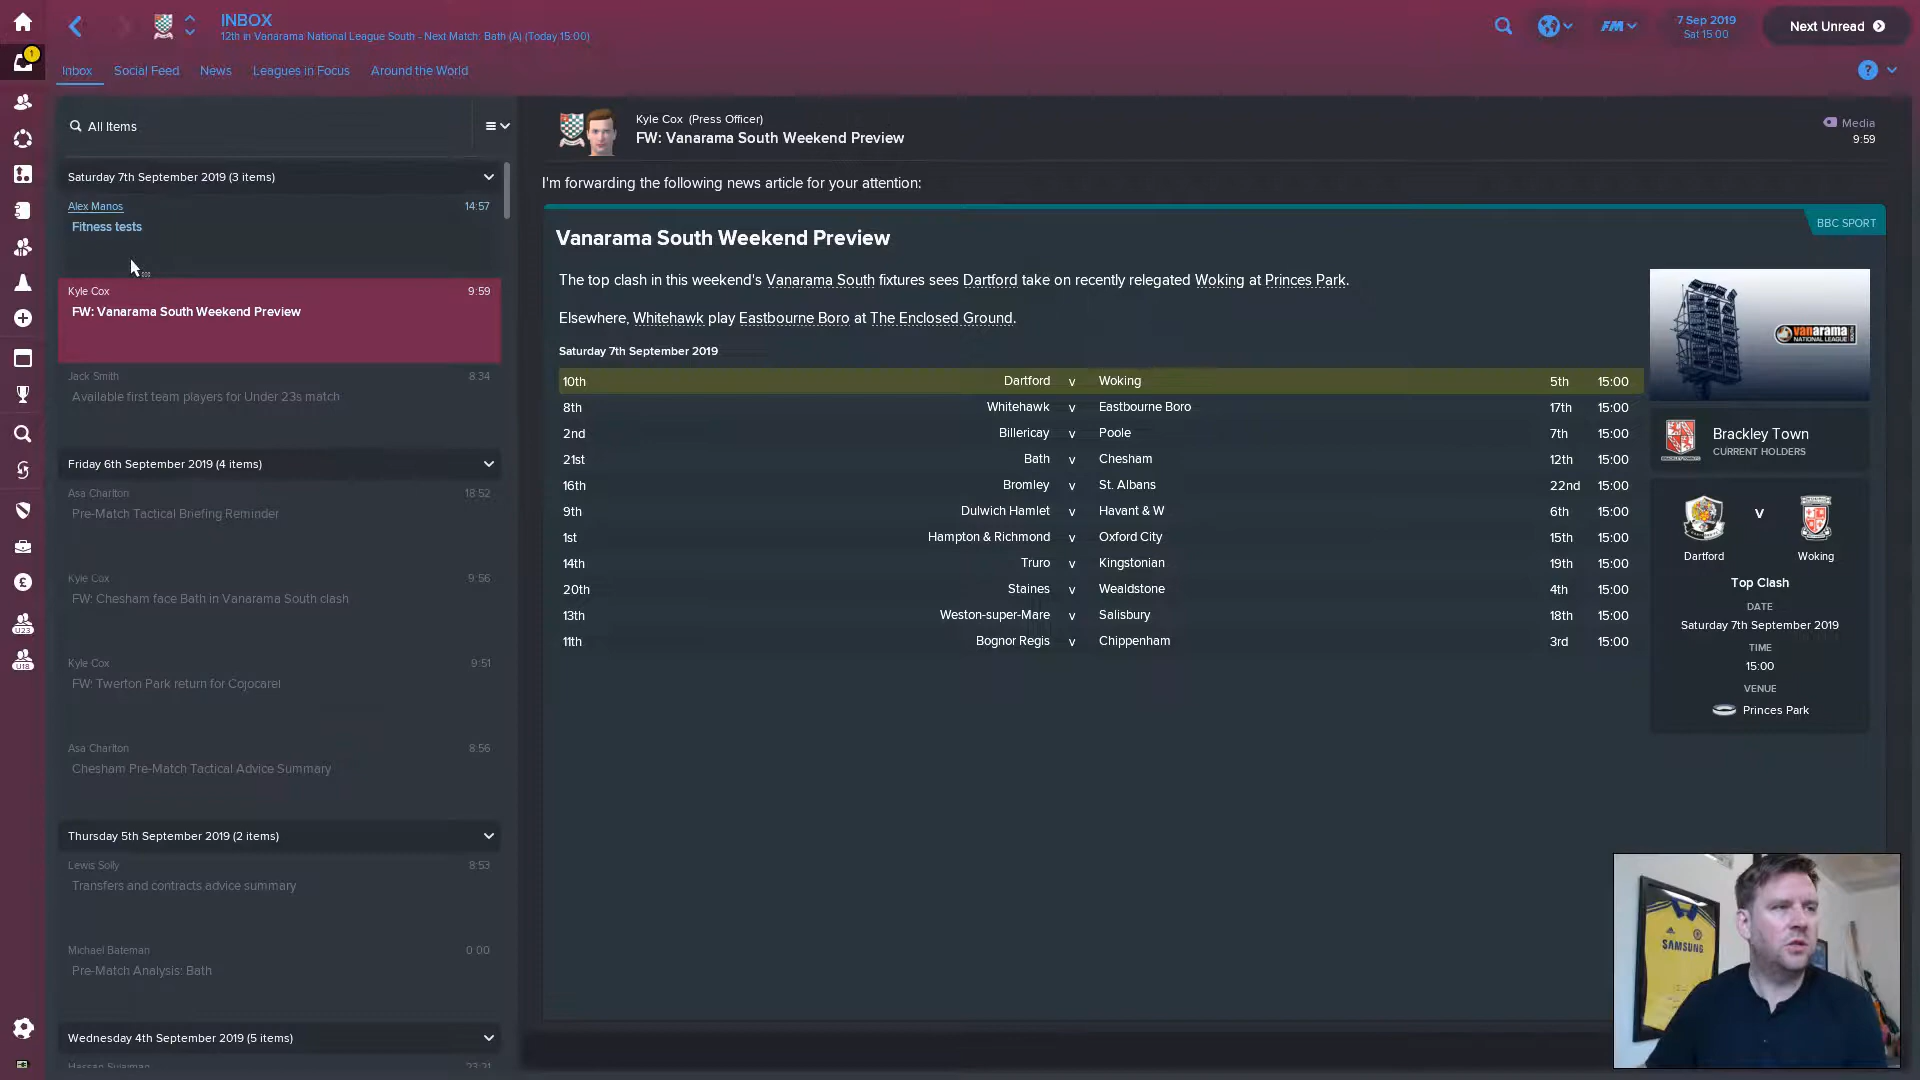 1
INBOX
12th in Vanarama National League South - Next Match: Bath (A) (Today 15:00)
FM
7 Sep 2019
Sat 15:00
Next Unread
Inbox
Social Feed
News
Leagues in Focus
Around the World
?
All Items
Saturday 7th September 2019 (3 items)
Alex Manos 14:57
Fitness tests
Kyle Cox 9:59
FW: Vanarama South Weekend Preview
Jack Smith 8:34
Available first team players for Under 23s match
Friday 6th September 2019 (4 items)
Asa Charlton 18:52
Pre-Match Tactical Briefing Reminder
Kyle Cox 9:56
FW: Chesham face Bath in Vanarama South clash
Kyle Cox 9:51
FW: Twerton Park return for Cojocarel
Asa Charlton 8:56
Chesham Pre-Match Tactical Advice Summary
Thursday 5th September 2019 (2 items)
Lewis Solly 8:53
Transfers and contracts advice summary
Michael Bateman 0:00
Pre-Match Analysis: Bath
Wednesday 4th September 2019 (5 items)
U23
U18
Kyle Cox (Press Officer)
FW: Vanarama South Weekend Preview
Media
9:59
I'm forwarding the following news article for your attention:
BBC SPORT
Vanarama South Weekend Preview
The top clash in this weekend's Vanarama South fixtures sees Dartford take on recently relegated Woking at Princes Park.
Elsewhere, Whitehawk play Eastbourne Boro at The Enclosed Ground.
Saturday 7th September 2019
10th Dartford v Woking 5th 15:00
8th Whitehawk v Eastbourne Boro 17th 15:00
2nd Billericay v Poole 7th 15:00
21st Bath v Chesham 12th 15:00
16th Bromley v St. Albans 22nd 15:00
9th Dulwich Hamlet v Havant & W 6th 15:00
1st Hampton & Richmond v Oxford City 15th 15:00
14th Truro v Kingstonian 19th 15:00
20th Staines v Wealdstone 4th 15:00
13th Weston-super-Mare v Salisbury 18th 15:00
11th Bognor Regis v Chippenham 3rd 15:00
vanarama
NATIONAL LEAGUE
Brackley Town
CURRENT HOLDERS
V
Dartford
Woking
Top Clash
DATE
Saturday 7th September 2019
TIME
15:00
VENUE
Princes Park
SAMSUNG